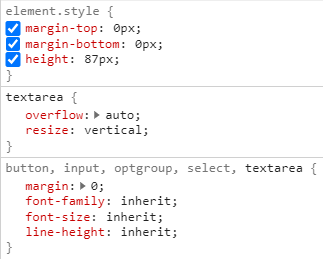 element.style {
margin-top: 0px;
margin-bottom: 0px;
height: 87px;
}
textarea {
overflow: auto;
resize: vertical;
}
button, input, optgroup, select, textarea {
margin: 0;
font-family: inherit;
font-size: inherit;
line-height: inherit;
}